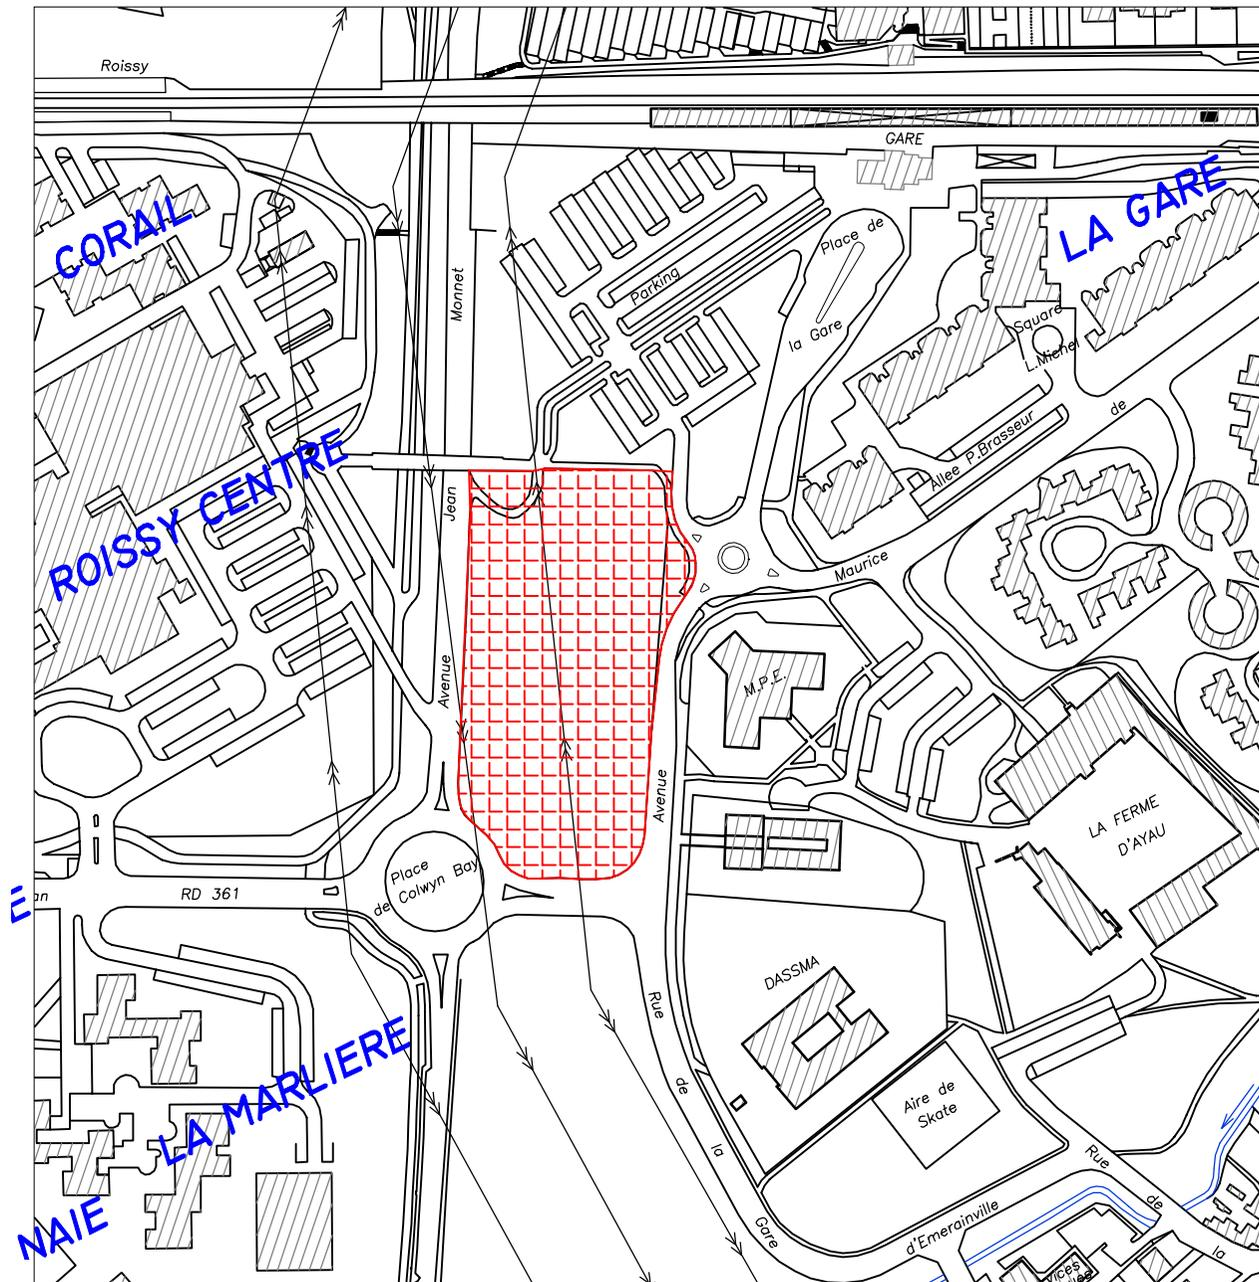 Roissy
GARE
LA GARE
CORAIL
Place de
la Gare
Parking
Monnet
Square
L.Michel
de
Allee P.Brasseur
ROISSY CENTRE
Jean
Maurice
Avenue
M.P.E.
Avenue
LA FERME
D'AYAU
Place
de Colwyn Bay
E
an
RD 361
DASSMA
Rue
LA MARLIERE
de
Aire de
Skate
la
Rue
de
NAIE
Gare
d'Emerainville
la